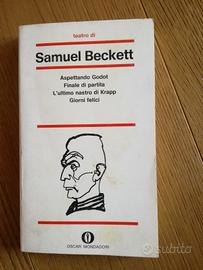 teatro di
Samuel Beckett
Aspettando Godot
Finale di partita
L'ultimo nastro di Krapp
Giorni felici
OSCAR MONDADORI
subito